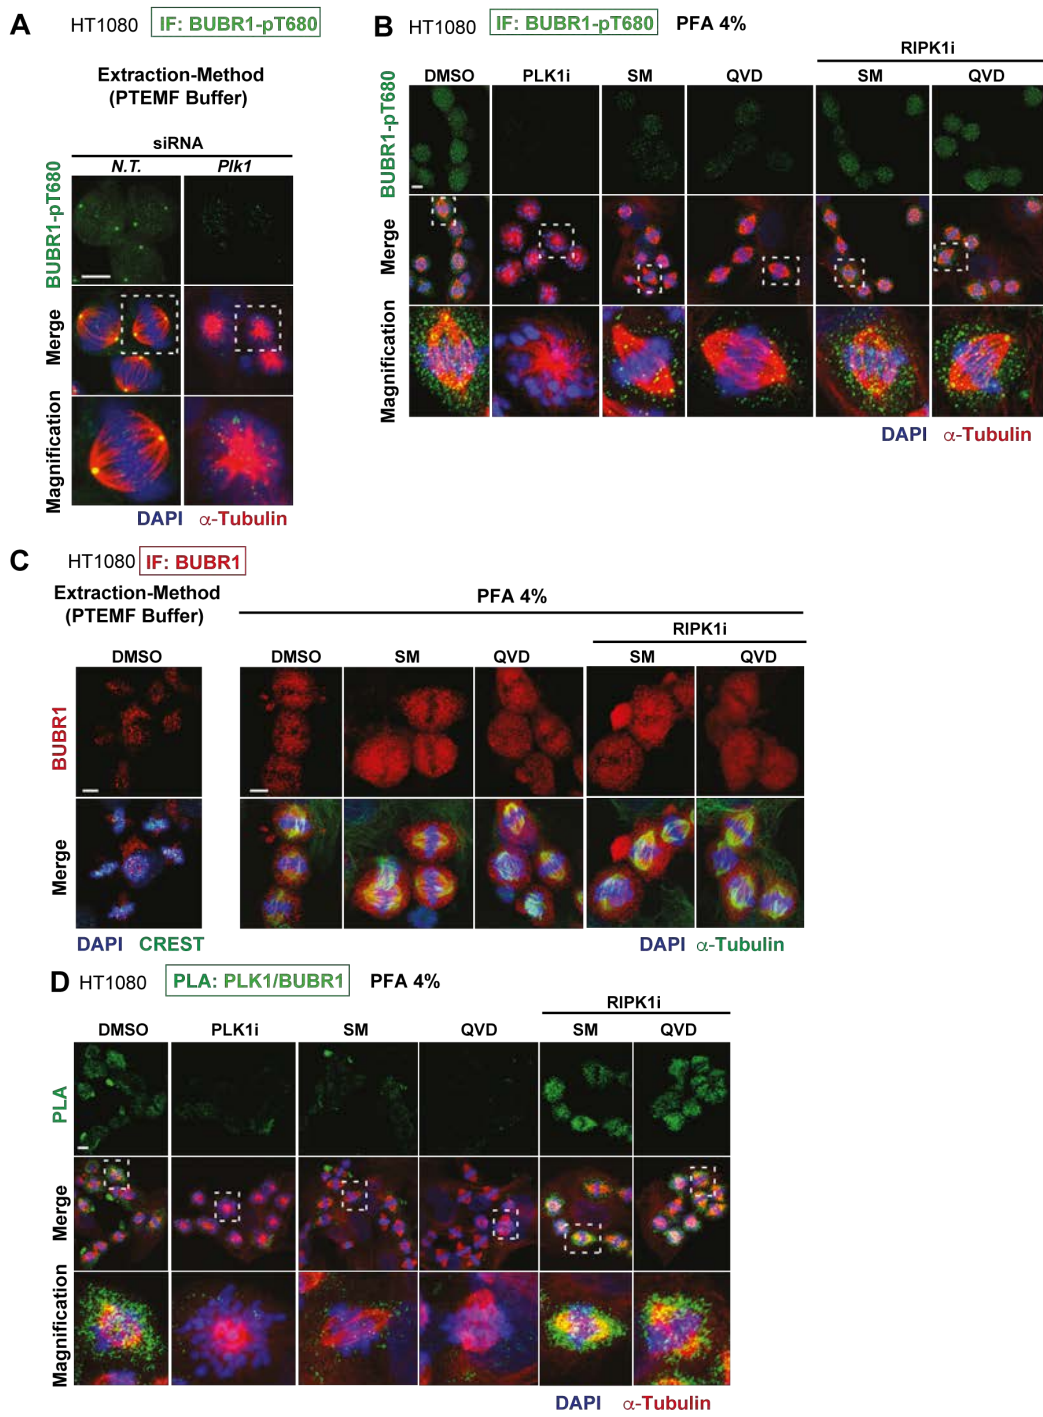 A HT1080 IF: BUBR1-pT680
Extraction-Method
(PTEMF Buffer)
siRNA
N.T. Plk1
BUBR1-pT680
Merge
Magnification
DAPI α-Tubulin
B HT1080 IF: BUBR1-pT680 PFA 4%
RIPK1i
DMSO PLK1i SM QVD SM QVD
BUBR1-pT680
Merge
Magnification
DAPI α-Tubulin
C HT1080 IF: BUBR1
Extraction-Method
(PTEMF Buffer)
PFA 4%
RIPK1i
DMSO DMSO SM QVD SM QVD
BUBR1
Merge
DAPI CREST DAPI α-Tubulin
D HT1080 PLA: PLK1/BUBR1 PFA 4%
RIPK1i
DMSO PLK1i SM QVD SM QVD
PLA
Merge
Magnification
DAPI α-Tubulin